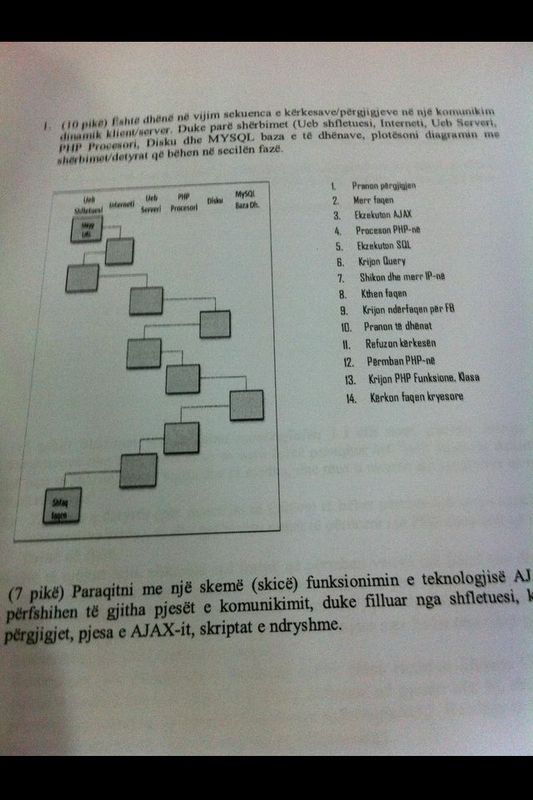 1. (10 pikë) Është dhënë në vijim sekuenca e kërkesave/përgjigjeve në një komunikim
dinamik klient/server. Duke parë shërbimet (Ueb shfletuesi, Interneti, Ueb Serveri,
PHP Procesori, Disku dhe MYSQL baza e të dhënave, plotësoni diagramin me
shërbimet/detyrat që bëhen në secilën fazë.
Ueb Shfletuesi
Interneti
Ueb Serveri
PHP Procesori
Disku
MySQL Baza Dh.
Shfaq
faqen
1. Pranon përgjigjen
2. Merr faqen
3. Ekzekuton AJAX
4. Proceson PHP-në
5. Ekzekuton SQL
6. Krijon Query
7. Shikon dhe merr IP-në
8. Kthen faqen
9. Krijon ndërfaqen për FB
10. Pranon të dhënat
11. Refuzon kërkesën
12. Përmban PHP-në
13. Krijon PHP Funksione, Klasa
14. Kërkon faqen kryesore
(7 pikë) Paraqitni me një skemë (skicë) funksionimin e teknologjisë AJ
përfshihen të gjitha pjesët e komunikimit, duke filluar nga shfletuesi, k
përgjigjet, pjesa e AJAX-it, skriptat e ndryshme.